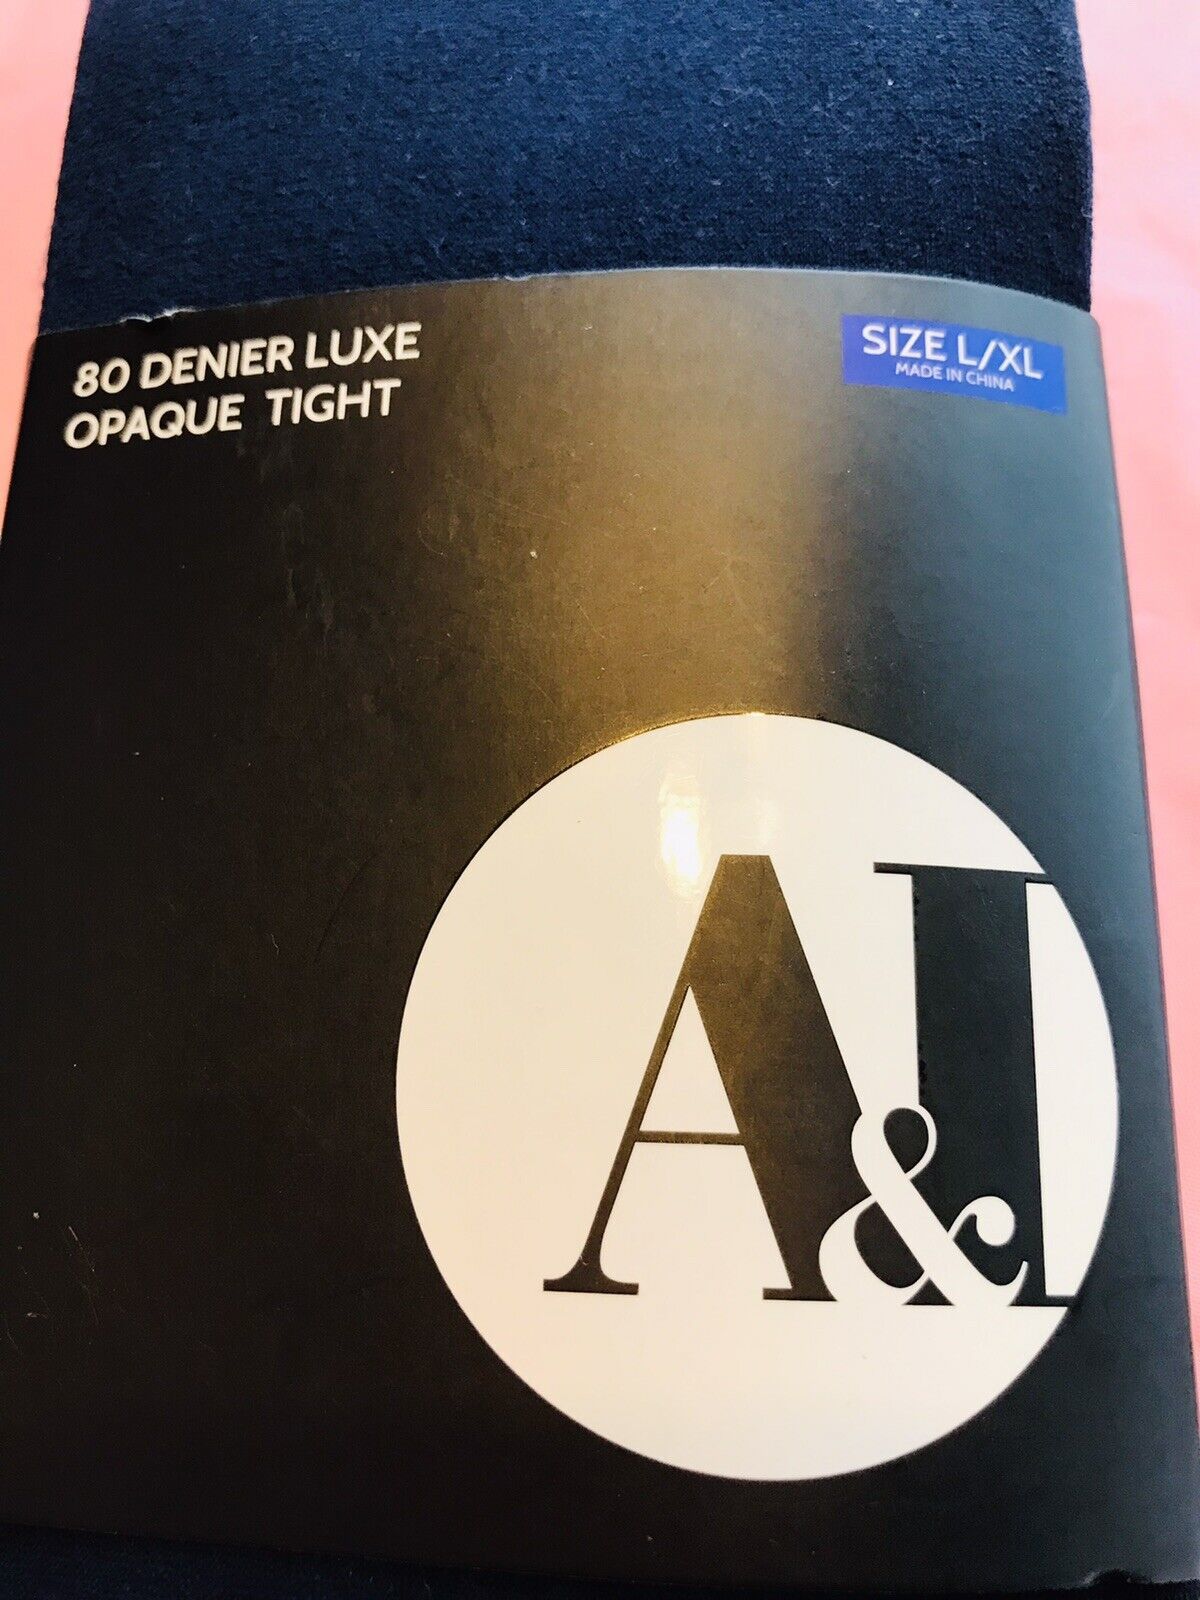 80 DENIER LUXE
OPAQUE TIGHT
SIZE L/XL
MADE IN CHINA
A&I